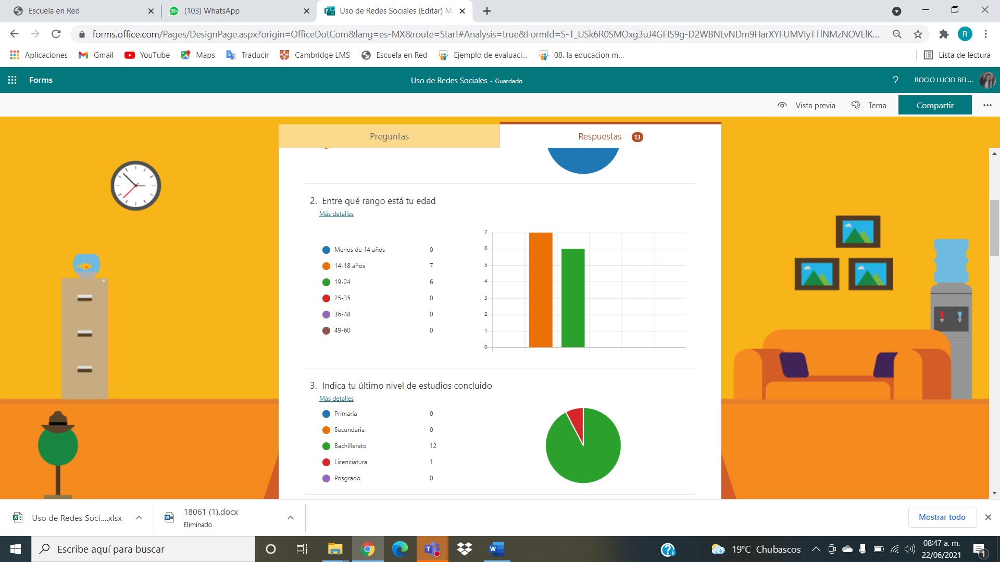 Escuela en Red
99+
(103) WhatsApp
Uso de Redes Sociales (Editar) Mi
forms.office.com/Pages/DesignPage.aspx?origin=OfficeDotCom&lang=es-MX&route=Start#Analysis=true&FormId=S-T_USk6R0SMOxg3uJ4GFIS9g-D2WBNLvNDm9HarXYFUMVIyTTlNMzNOVElK...
R
Aplicaciones
Gmail
YouTube
Maps
Traducir
Cambridge LMS
Escuela en Red
Ejemplo de evaluaci...
08. la educacion m...
Lista de lectura
Forms
Uso de Redes Sociales - Guardado
?
ROCIO LUCIO BEL...
Vista previa
Tema
Compartir
Preguntas
Respuestas 13
2. Entre qué rango está tu edad
Más detalles
Menos de 14 años 0
14-18 años 7
19-24 6
25-35 0
36-48 0
49-60 0
7
6
5
4
3
2
1
0
3. Indica tu último nivel de estudios concluido
Más detalles
Primaria 0
Secundaria 0
Bachillerato 12
Licenciatura 1
Posgrado 0
Uso de Redes Soci....xlsx
18061 (1).docx
Eliminado
Mostrar todo
Escribe aquí para buscar
19°C Chubascos
08:47 a. m.
22/06/2021
1